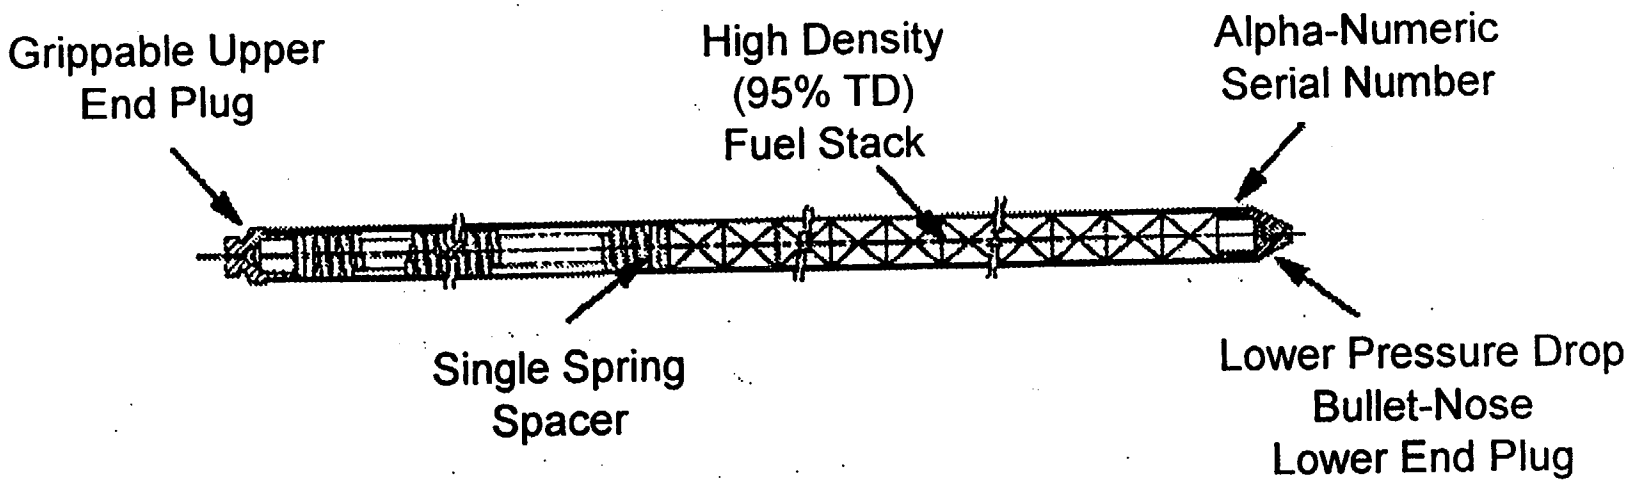 Grippable Upper
End Plug
High Density
(95% TD)
Fuel Stack
Alpha-Numeric
Serial Number
Single Spring
Spacer
Lower Pressure Drop
Bullet-Nose
Lower End Plug